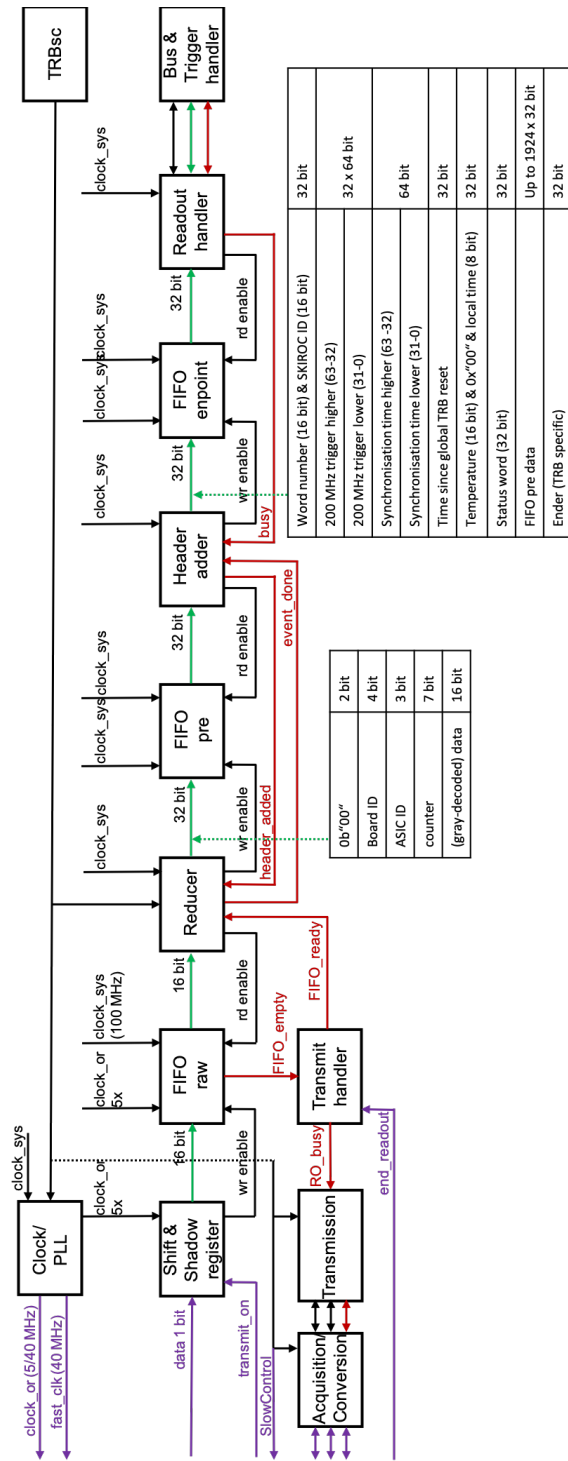 clock_or (5/40 MHz)
fast_clk (40 MHz)
Clock/
PLL
clock_sys
TRBsc
clock_or
5x
clock_or
5x
clock_sys
(100 MHz)
clock_sys
clock_sys
clock_sys
clock_sys
clock_sys
clock_sys
clock_sys
data 1 bit
Shift &
Shadow
register
16 bit
FIFO
raw
16 bit
Reducer
32 bit
FIFO
pre
32 bit
Header
adder
32 bit
FIFO
enpoint
32 bit
Readout
handler
Bus &
Trigger
handler
wr enable
rd enable
wr enable
rd enable
wr enable
rd enable
transmit_on
SlowControl
FIFO_empty
FIFO_ready
header_added
event_done
busy
Acquisition/
Conversion
Transmission
RO_busy
Transmit
handler
end_readout
0b"00“ 2 bit
Board ID 4 bit
ASIC ID 3 bit
counter 7 bit
(gray-decoded) data 16 bit
Word number (16 bit) & SKIROC ID (16 bit) 32 bit
200 MHz trigger higher (63-32) 32 x 64 bit
200 MHz trigger lower (31-0)
Synchronisation time higher (63 -32) 64 bit
Synchronisation time lower (31-0)
Time since global TRB reset 32 bit
Temperature (16 bit) & 0x“00“ & local time (8 bit) 32 bit
Status word (32 bit) 32 bit
FIFO pre data Up to 1924 x 32 bit
Ender (TRB specific) 32 bit